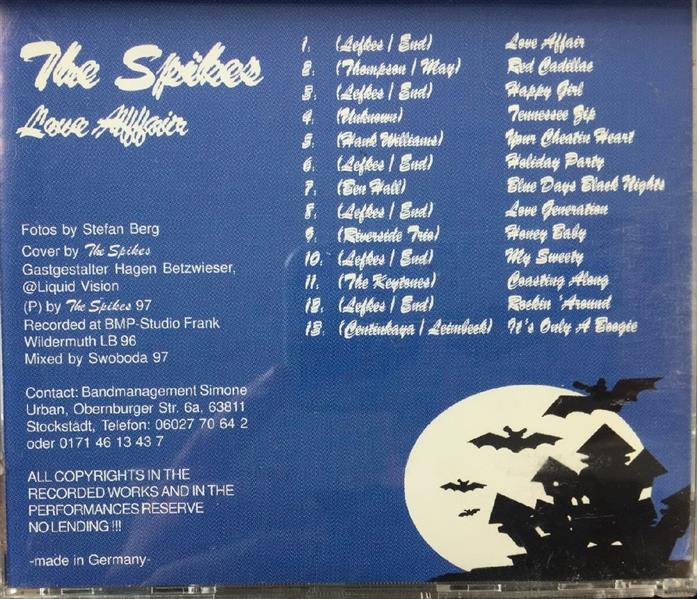 The Spikes
Love Afffair
1: (Lefkes / End) Love Affair
2: (Thompson / May) Red Cadillac
3: (Lefkes / End) Happy Girl
4. (Unknown) Tennessee Zip
5: (Hank Williams) Your Cheatin Heart
6: (Lefkes / End) Holiday Party
7: (Ben Hall) Blue Days Black Nights
8: (Lefkes / End) Love Generation
9: (Riverside Trio) Honey Baby
10: (Lefkes / End) My Sweety
11: (The Keytones) Coasting Along
12: (Lefkes / End) Rockin 'Around
13: (Centinkaya / Leimbeck) It's Only A Boogie
Fotos by Stefan Berg
Cover by The Spikes
Gastgestalter Hagen Betzwieser,
@Liquid Vision
(P) by The Spikes 97
Recorded at BMP-Studio Frank
Wildermuth LB 96
Mixed by Swoboda 97
Contact: Bandmanagement Simone
Urban, Obernburger Str. 6a, 63811
Stockstadt, Telefon: 06027 70 64 2
oder 0171 46 13 43 7
ALL COPYRIGHTS IN THE
RECORDED WORKS AND IN THE
PERFORMANCES RESERVE
NO LENDING !!!
-made in Germany-